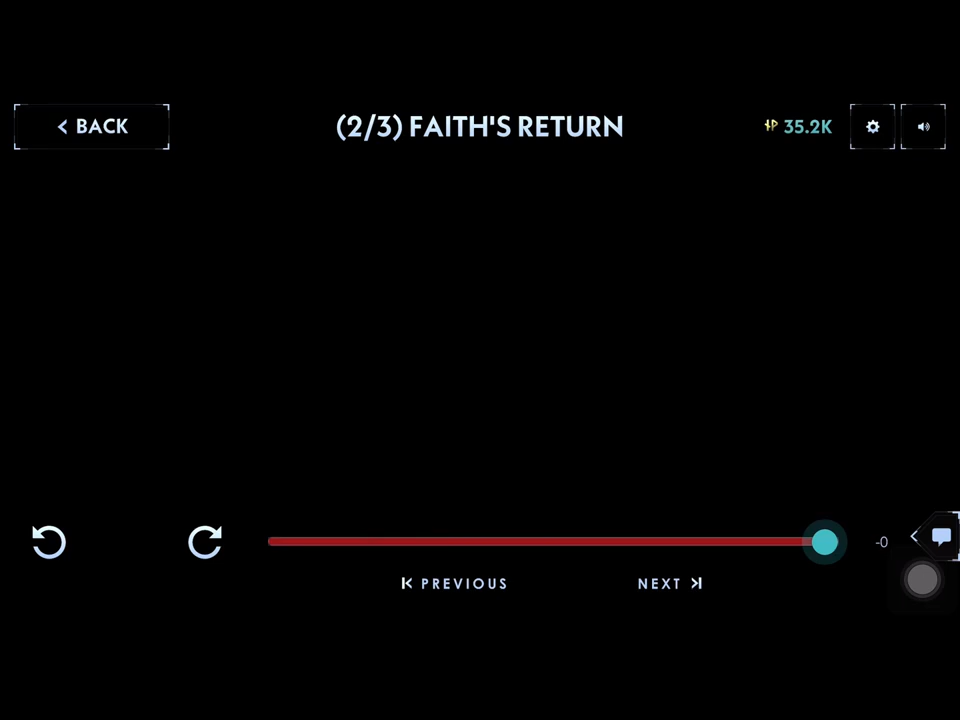 BACK
(2/3) FAITH'S RETURN
35.2K
-0
PREVIOUS
NEXT